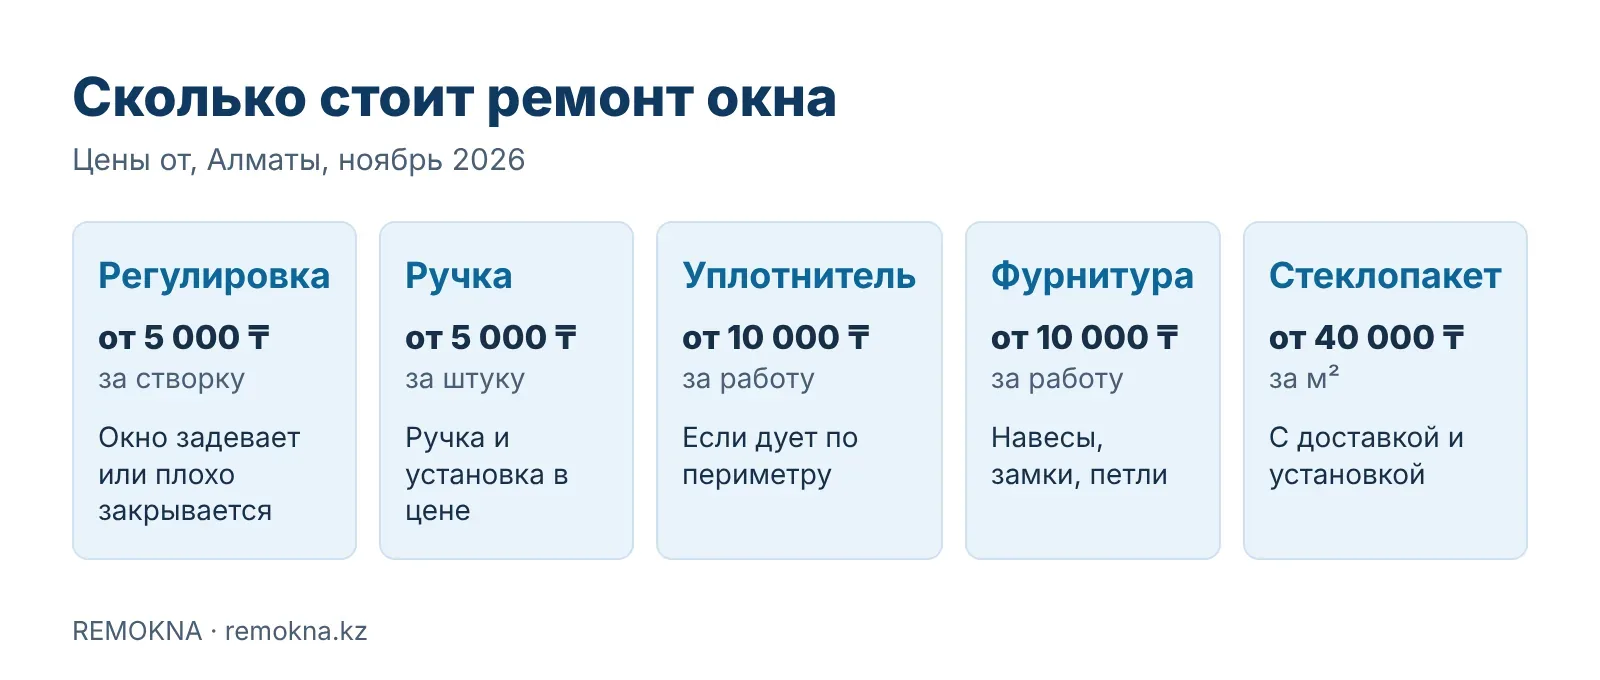 Сколько стоит ремонт окна
Цены от, Алматы, ноябрь 2026
Регулировка
от 5 000 ₸
за створку
Окно задевает
или плохо
закрывается
Ручка
от 5 000 ₸
за штуку
Ручка и
установка в
цене
Уплотнитель
от 10 000 ₸
за работу
Если дует по
периметру
Фурнитура
от 10 000 ₸
за работу
Навесы,
замки, петли
Стеклопакет
от 40 000 ₸
за м²
С доставкой и
установкой
REMOKNA · remokna.kz